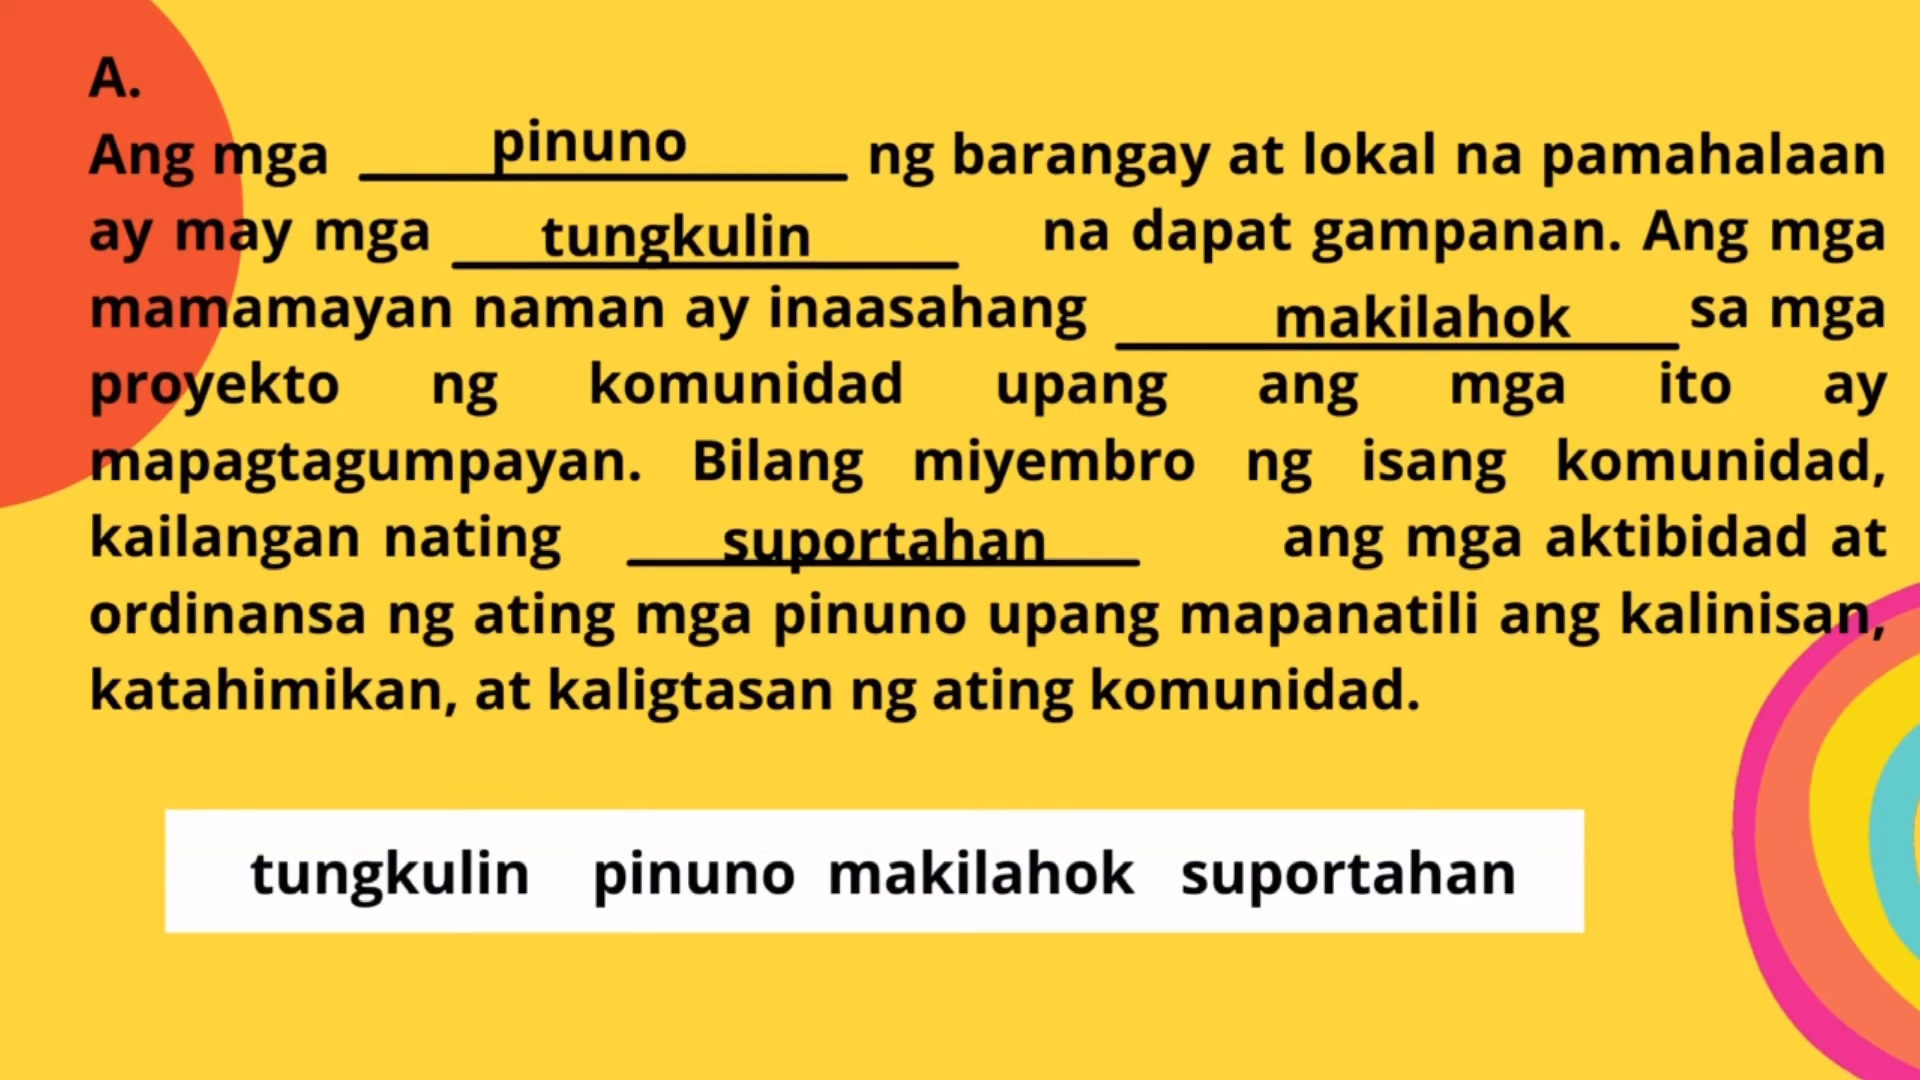 A.
Ang mga pinuno ng barangay at lokal na pamahalaan
ay may mga tungkulin na dapat gampanan. Ang mga
mamamayan naman ay inaasahang makilahok sa mga
proyekto ng komunidad upang ang mga ito ay
mapagtagumpayan. Bilang miyembro ng isang komunidad,
kailangan nating suportahan ang mga aktibidad at
ordinansa ng ating mga pinuno upang mapanatili ang kalinisan,
katahimikan, at kaligtasan ng ating komunidad.
tungkulin pinuno makilahok suportahan